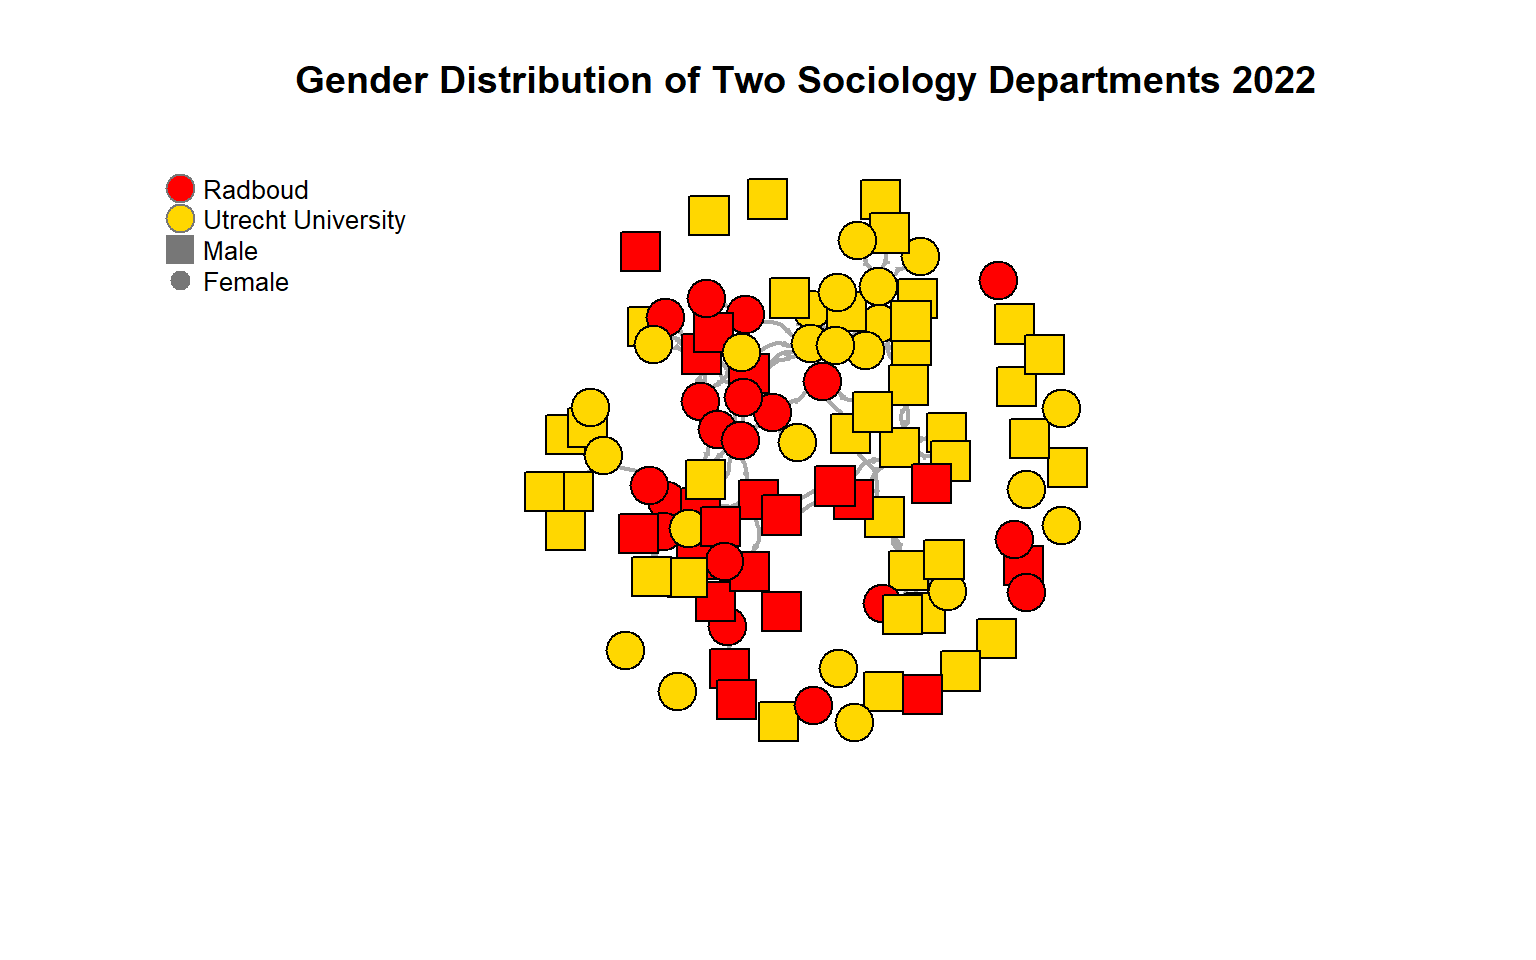 Gender Distribution of Two Sociology Departments 2022
Radboud
Utrecht University
Male
Female